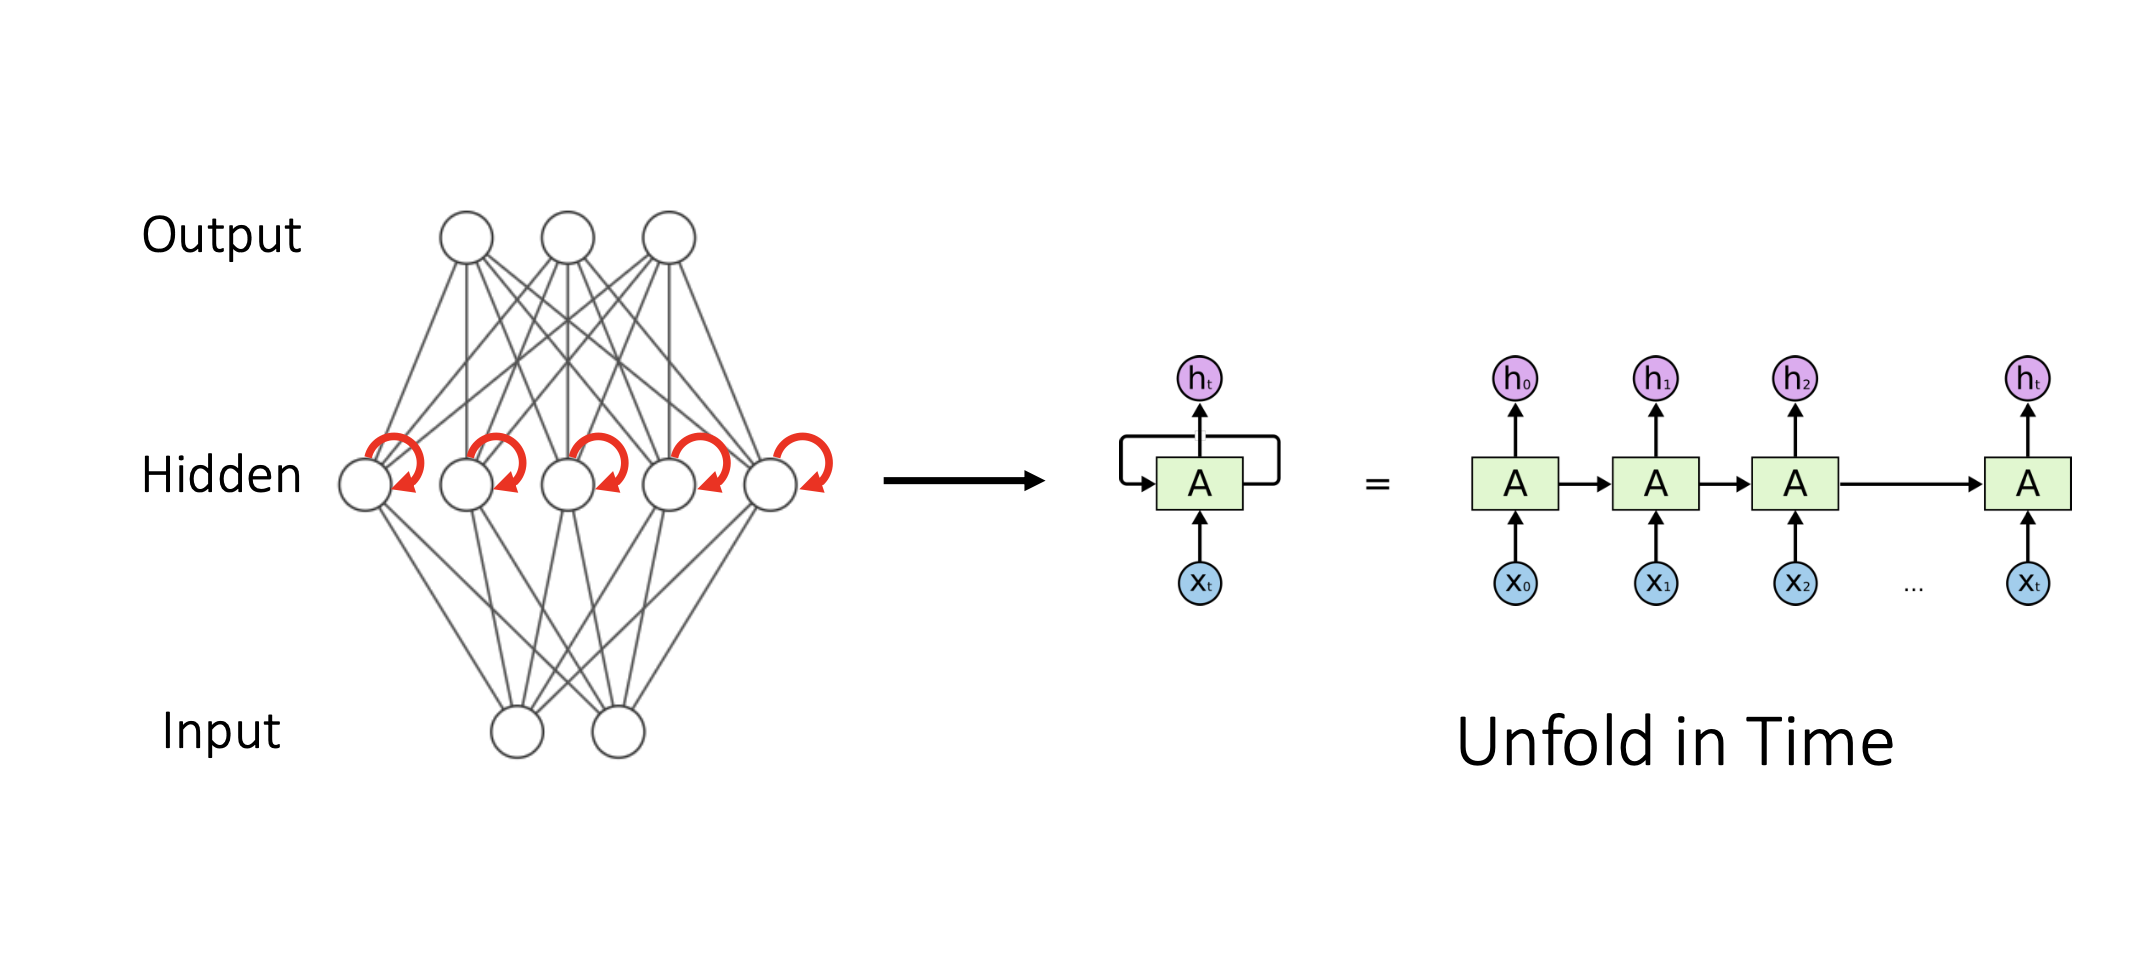 Output
Hidden
Input
hₜ
A
xₜ
=
h₀ h₁ h₂ hₜ
A A A A
x₀ x₁ x₂ ... xₜ
Unfold in Time